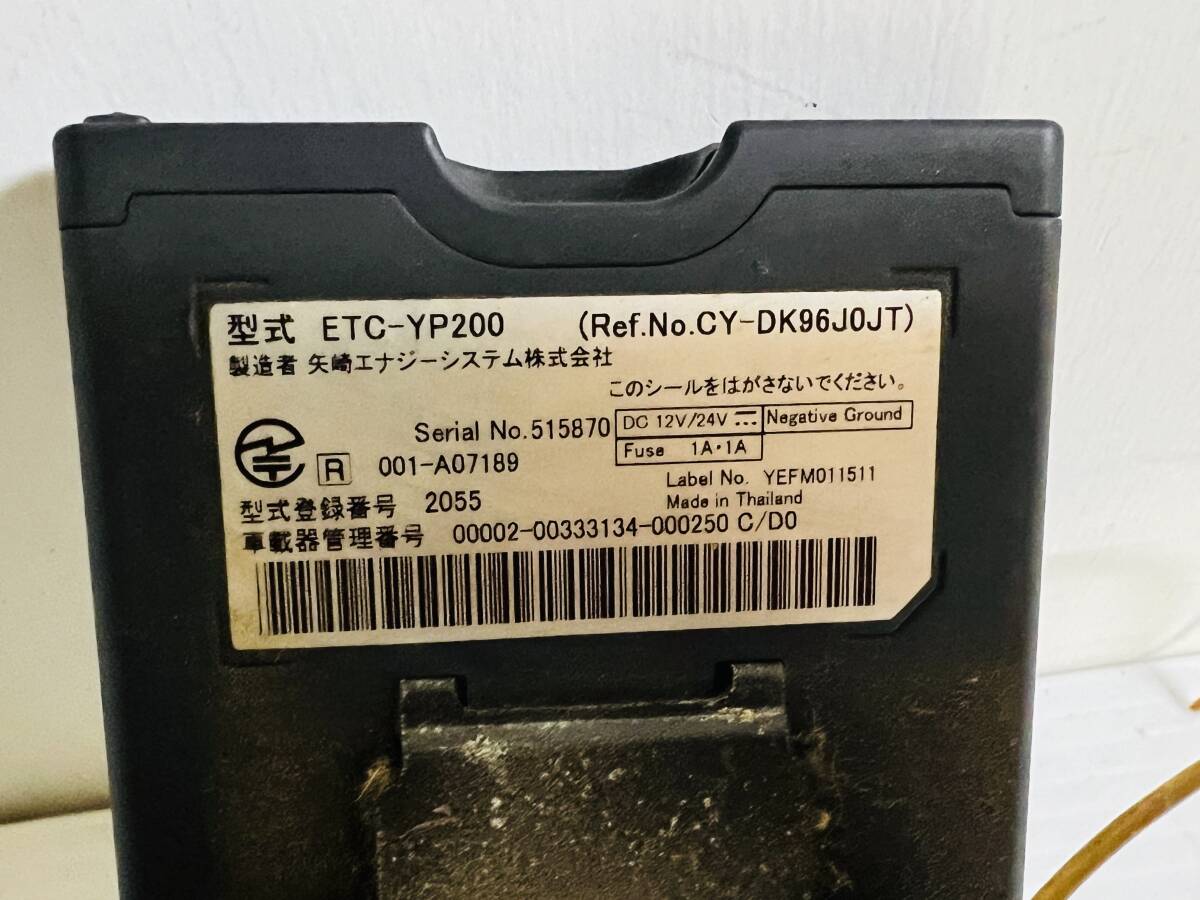 型式 ETC-YP200 (Ref.No.CY-DK96J0JT)
製造者 矢崎エナジーシステム株式会社
このシールをはがさないでください。
Serial No.515870
DC 12V/24V ⎓ Negative Ground
Fuse 1A・1A
R 001-A07189
Label No. YEFM011511
Made in Thailand
型式登録番号 2055
車載器管理番号 00002-00333134-000250 C/D0